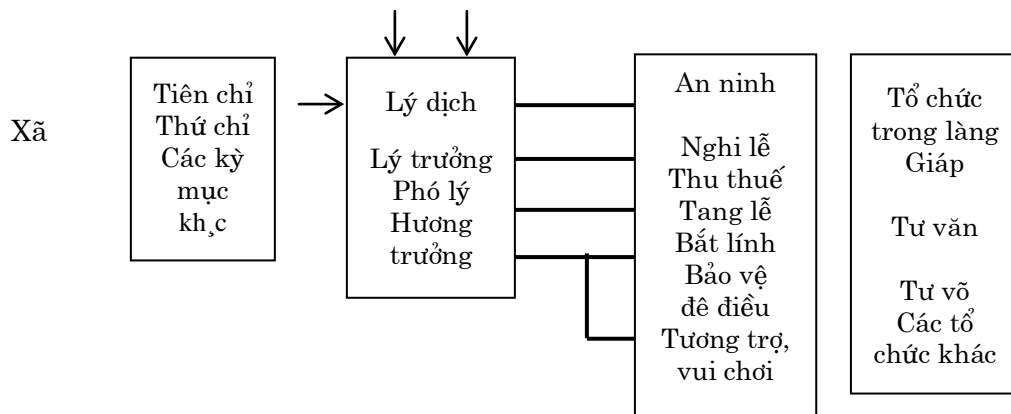 Xã
Tiên chỉ
Thứ chỉ
Các kỳ
mục
kh¸c
Lý dịch
Lý trưởng
Phó lý
Hương
trưởng
An ninh
Nghi lễ
Thu thuế
Tang lễ
Bắt lính
Bảo vệ
đê điều
Tương trợ,
vui chơi
Tổ chức
trong làng
Giáp
Tư văn
Tư võ
Các tổ
chức khác